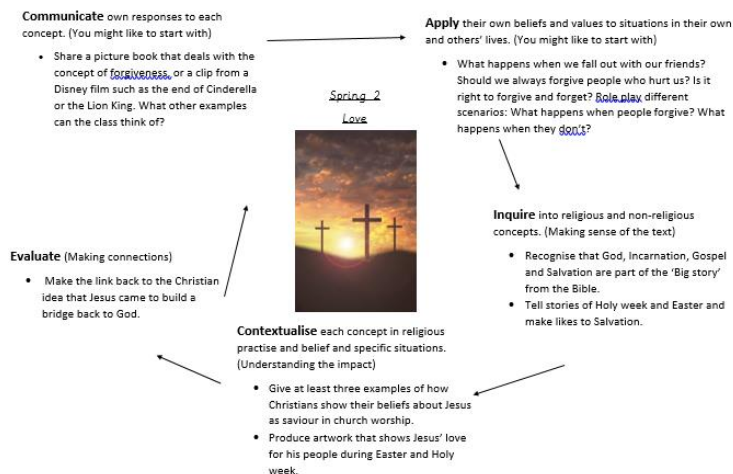 Communicate own responses to each
concept. (You might like to start with)
• Share a picture book that deals with the
concept of forgiveness, or a clip from a
Disney film such as the end of Cinderella
or the Lion King. What other examples
can the class think of?
Apply their own beliefs and values to situations in their own
and others' lives. (You might like to start with)
• What happens when we fall out with our friends?
Should we always forgive people who hurt us? Is it
right to forgive and forget? Role play different
scenarios: What happens when people forgive? What
happens when they don't?
Spring 2
Love
Inquire into religious and non-religious
concepts. (Making sense of the text)
• Recognise that God, Incarnation, Gospel
and Salvation are part of the 'Big story'
from the Bible.
• Tell stories of Holy week and Easter and
make likes to Salvation.
Contextualise each concept in religious
practise and belief and specific situations.
(Understanding the impact)
• Give at least three examples of how
Christians show their beliefs about Jesus
as saviour in church worship.
• Produce artwork that shows Jesus' love
for his people during Easter and Holy
week.
Evaluate (Making connections)
• Make the link back to the Christian
idea that Jesus came to build a
bridge back to God.